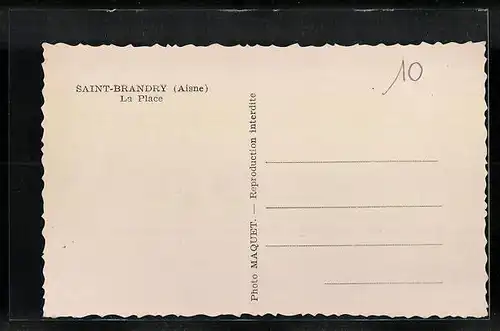 SAINT-BRANDRY (Aisne)
La Place
10
Photo MAQUET. — Reproduction interdite